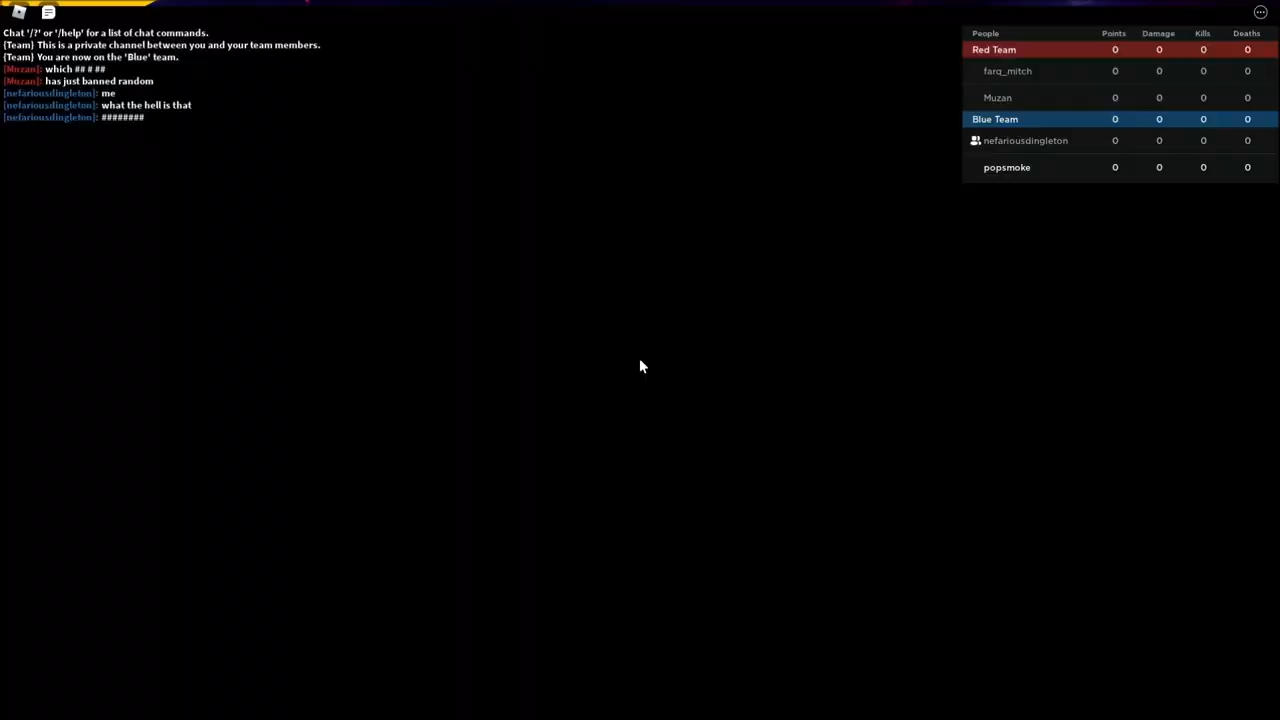 Chat '/?' or '/help' for a list of chat commands.
{Team} This is a private channel between you and your team members.
{Team} You are now on the 'Blue' team.
[Muzan]: which ## # ##
[Muzan]: has just banned random
[nefariousdingleton]: me
[nefariousdingleton]: what the hell is that
[nefariousdingleton]: ########
People Points Damage Kills Deaths
Red Team 0 0 0 0
farq_mitch 0 0 0 0
Muzan 0 0 0 0
Blue Team 0 0 0 0
nefariousdingleton 0 0 0 0
popsmoke 0 0 0 0